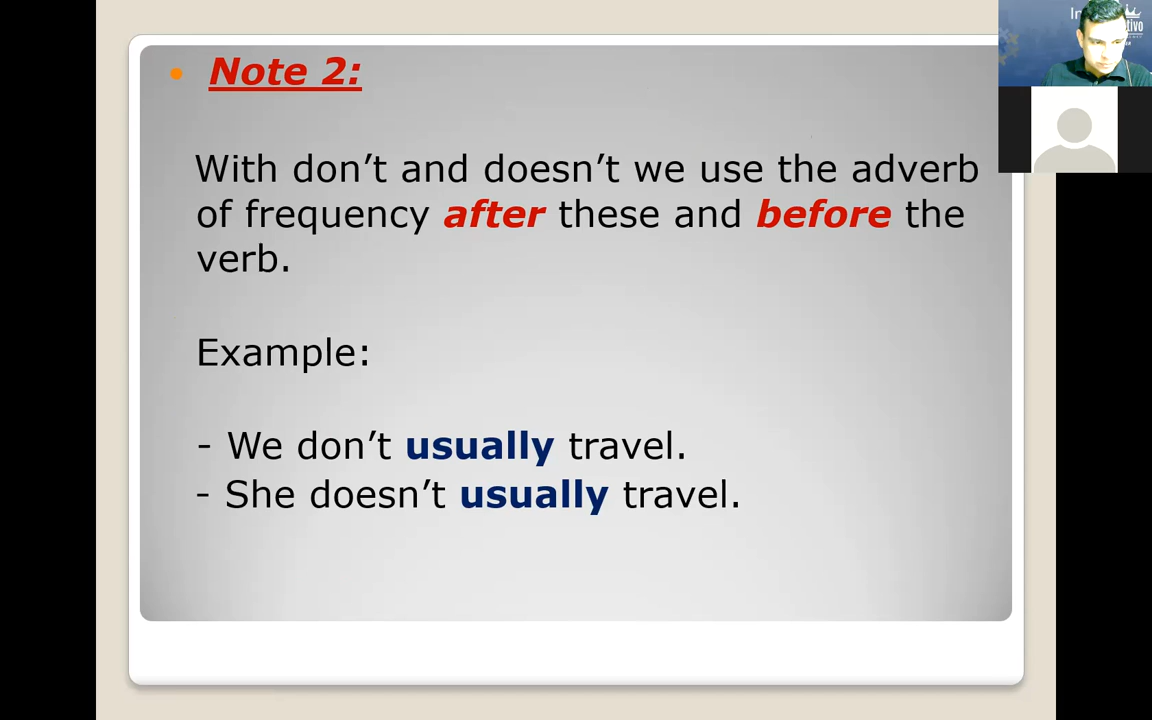 Note 2:
With don’t and doesn’t we use the adverb
of frequency after these and before the
verb.
Example:
- We don’t usually travel.
- She doesn’t usually travel.